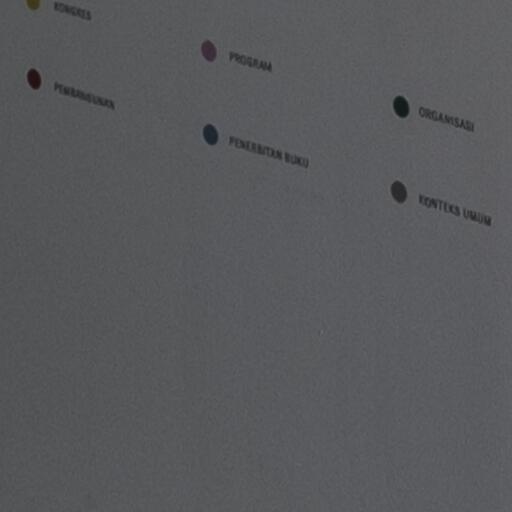 KONGRES
PEMBANGUNAN
PROGRAM
PENERBITAN BUKU
ORGANISASI
KONTEKS UMUM